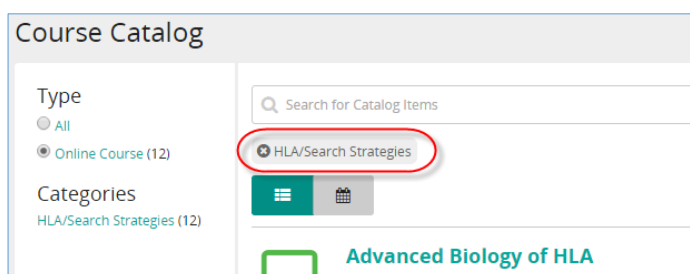 Course Catalog
Type
All
Online Course (12)
Categories
HLA/Search Strategies (12)
Search for Catalog Items
HLA/Search Strategies
Advanced Biology of HLA